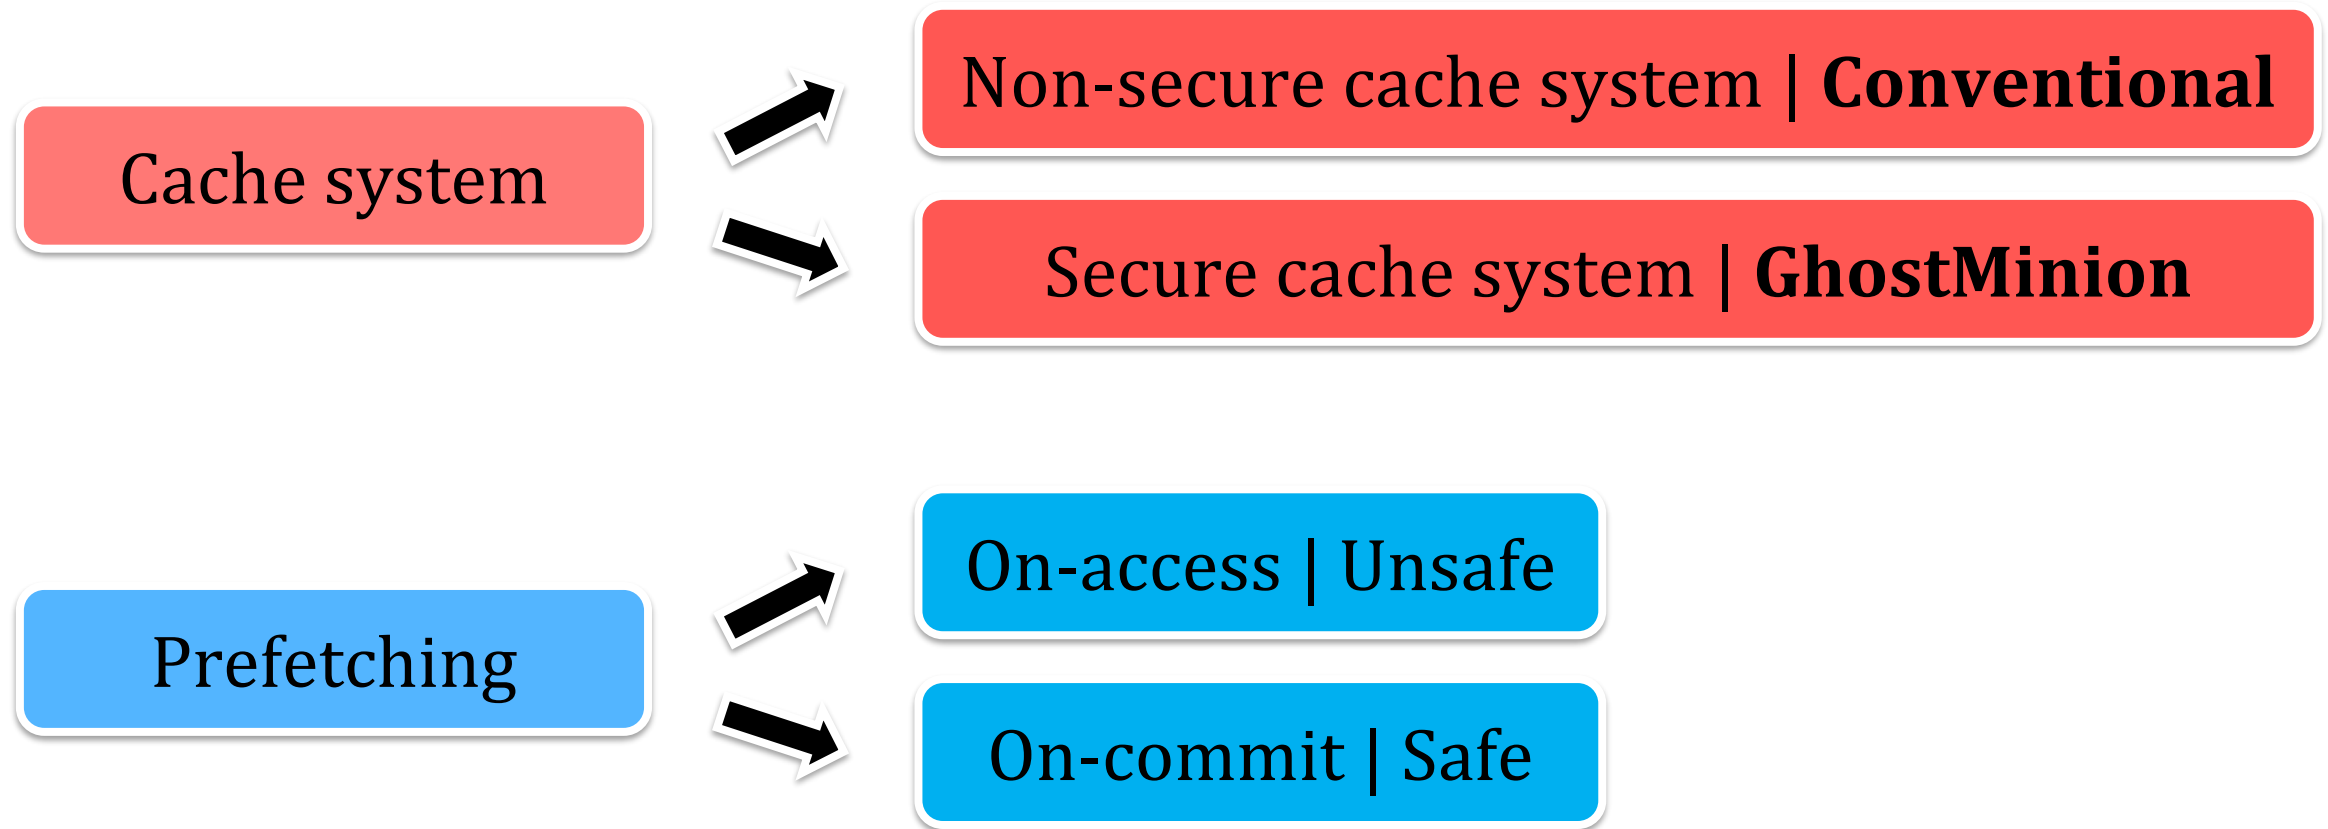 Cache system
Non-secure cache system | Conventional
Secure cache system | GhostMinion
Prefetching
On-access | Unsafe
On-commit | Safe